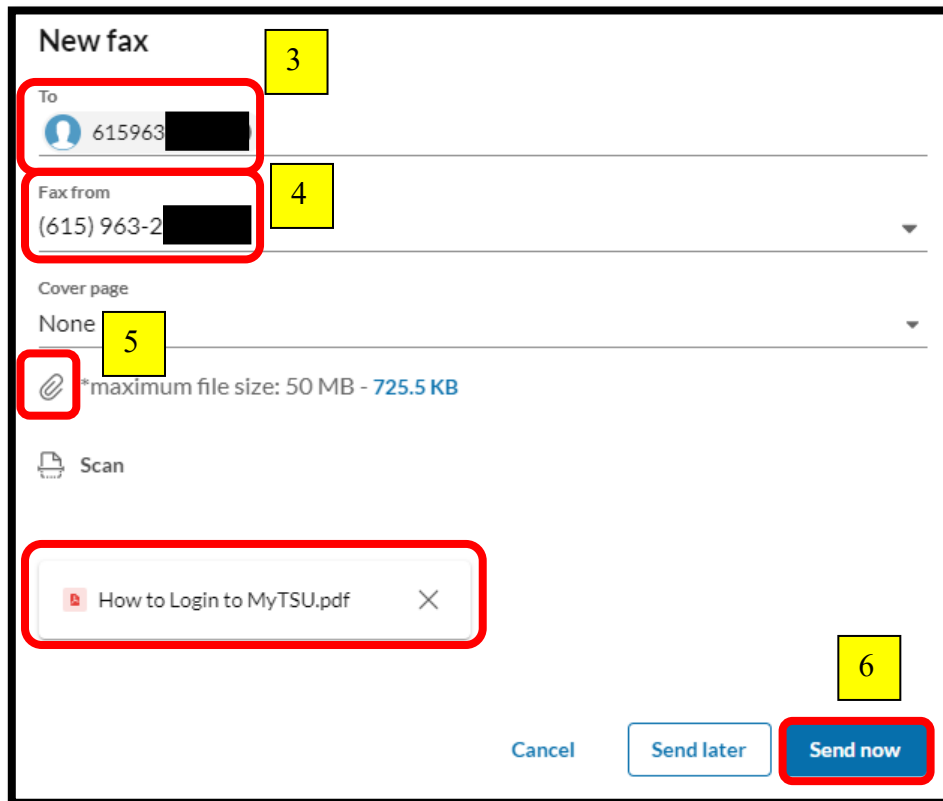 New fax
3
To
615963
Fax from
4
(615) 963-2
Cover page
None
5
*maximum file size: 50 MB - 725.5 KB
Scan
How to Login to MyTSU.pdf
6
Cancel
Send later
Send now